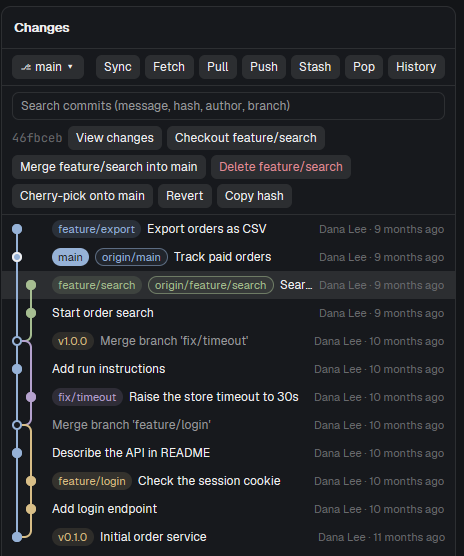 Changes
main Sync Fetch Pull Push Stash Pop History
Search commits (message, hash, author, branch)
46fbceb View changes Checkout feature/search
Merge feature/search into main Delete feature/search
Cherry-pick onto main Revert Copy hash
feature/export Export orders as CSV Dana Lee · 9 months ago
main origin/main Track paid orders Dana Lee · 9 months ago
feature/search origin/feature/search Sear... Dana Lee · 9 months ago
Start order search Dana Lee · 9 months ago
v1.0.0 Merge branch 'fix/timeout' Dana Lee · 10 months ago
Add run instructions Dana Lee · 10 months ago
fix/timeout Raise the store timeout to 30s Dana Lee · 10 months ago
Merge branch 'feature/login' Dana Lee · 10 months ago
Describe the API in README Dana Lee · 10 months ago
feature/login Check the session cookie Dana Lee · 10 months ago
Add login endpoint Dana Lee · 10 months ago
v0.1.0 Initial order service Dana Lee · 11 months ago